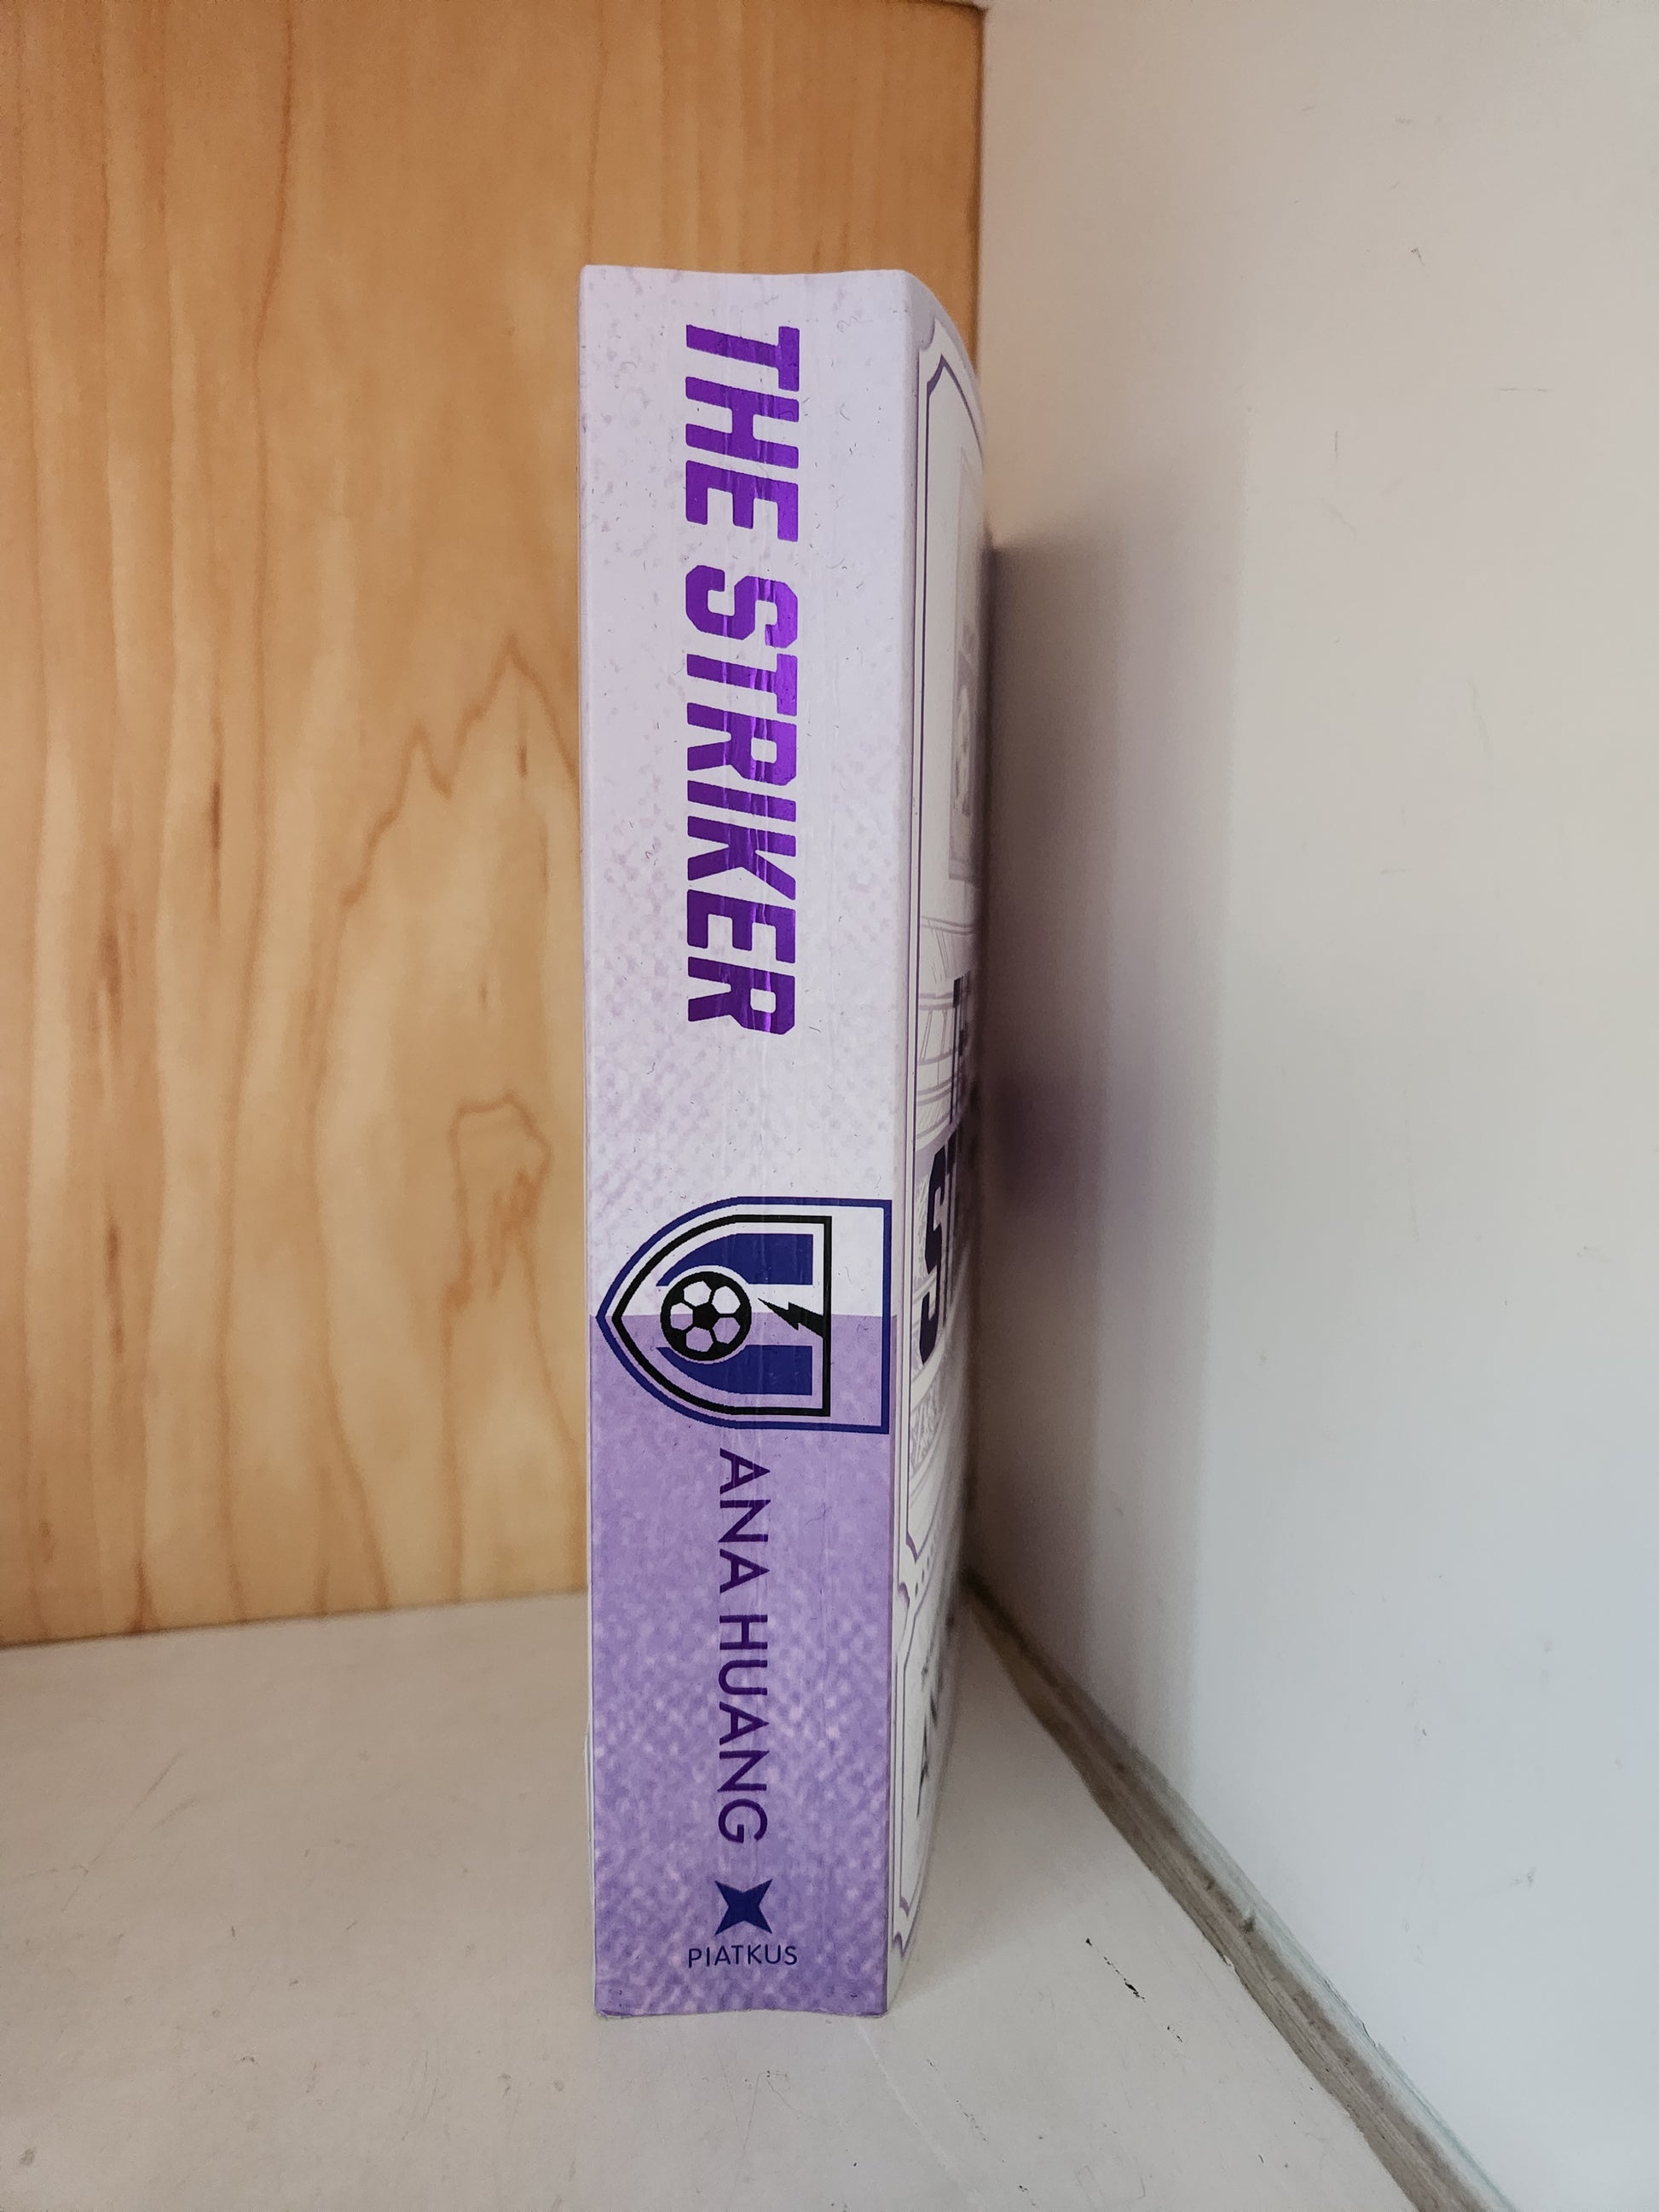 THE STRIKER
ANA HUANG
PIATKUS